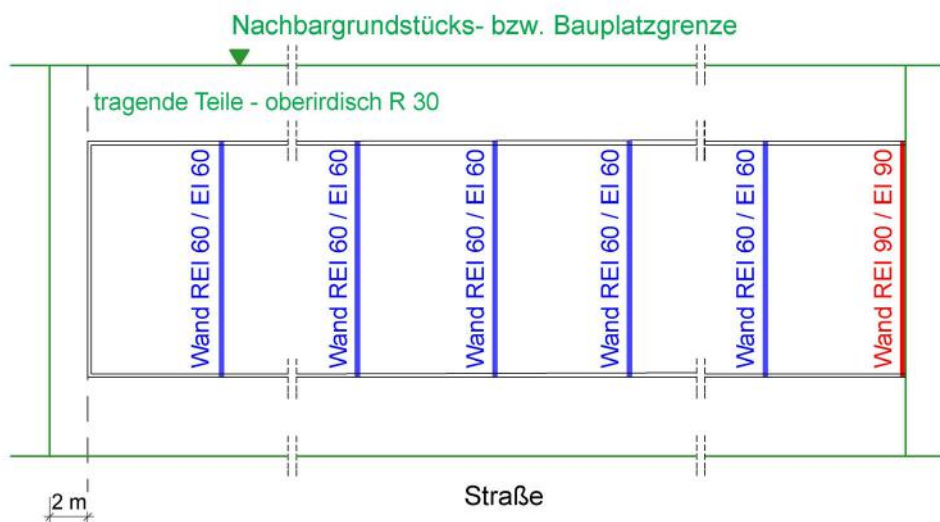 Nachbargrundstücks- bzw. Bauplatzgrenze
tragende Teile - oberirdisch R 30
Wand REI 60 / EI 60
Wand REI 60 / EI 60
Wand REI 60 / EI 60
Wand REI 60 / EI 60
Wand REI 60 / EI 60
Wand REI 90 / EI 90
Straße
2 m